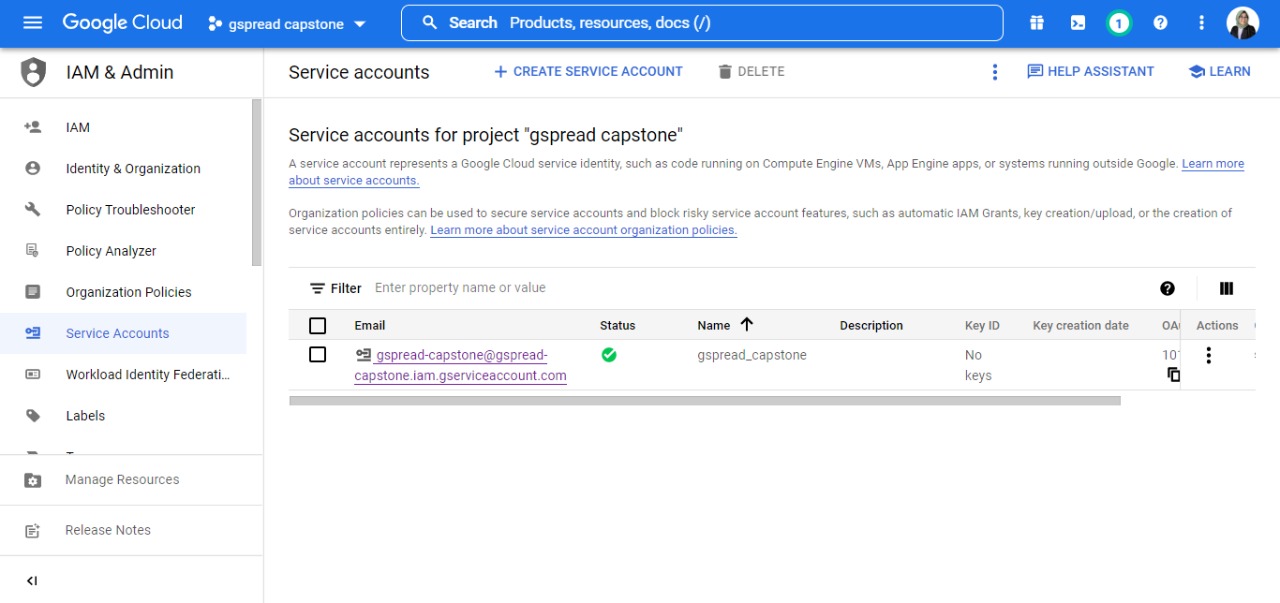 Google Cloud gspread capstone Search Products, resources, docs (/) 1
IAM & Admin
Service accounts CREATE SERVICE ACCOUNT DELETE HELP ASSISTANT LEARN
IAM
Identity & Organization
Policy Troubleshooter
Policy Analyzer
Organization Policies
Service Accounts
Workload Identity Federati...
Labels
Manage Resources
Release Notes
Service accounts for project "gspread capstone"
A service account represents a Google Cloud service identity, such as code running on Compute Engine VMs, App Engine apps, or systems running outside Google. Learn more
about service accounts.
Organization policies can be used to secure service accounts and block risky service account features, such as automatic IAM Grants, key creation/upload, or the creation of
service accounts entirely. Learn more about service account organization policies.
Filter Enter property name or value
Email Status Name Description Key ID Key creation date Actions
gspread-capstone@gspread- gspread_capstone No
capstone.iam.gserviceaccount.com keys